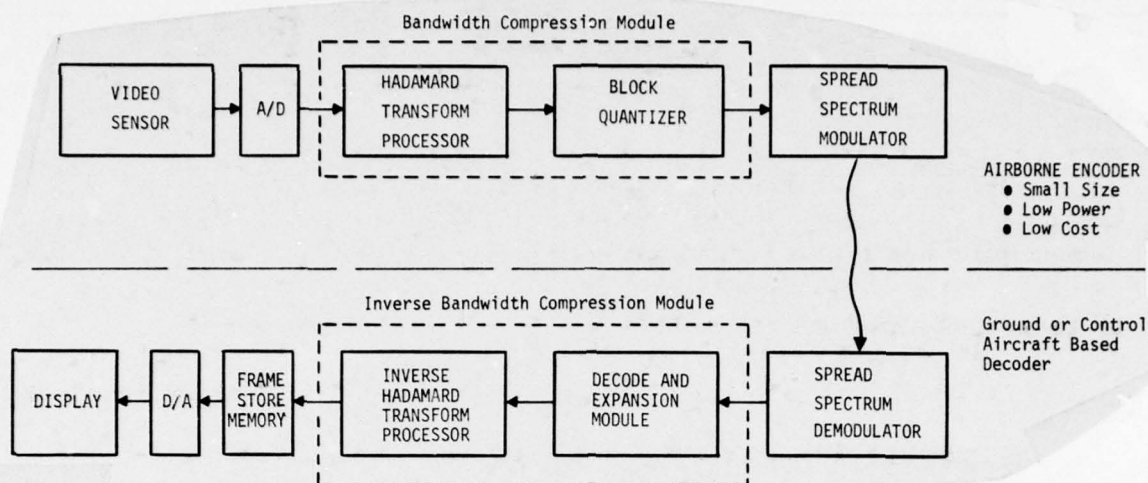 Bandwidth Compression Module
VIDEO
SENSOR
A/D
HADAMARD
TRANSFORM
PROCESSOR
BLOCK
QUANTIZER
SPREAD
SPECTRUM
MODULATOR
AIRBORNE ENCODER
● Small Size
● Low Power
● Low Cost
Inverse Bandwidth Compression Module
Ground or Control
Aircraft Based
Decoder
DISPLAY
D/A
FRAME
STORE
MEMORY
INVERSE
HADAMARD
TRANSFORM
PROCESSOR
DECODE AND
EXPANSION
MODULE
SPREAD
SPECTRUM
DEMODULATOR